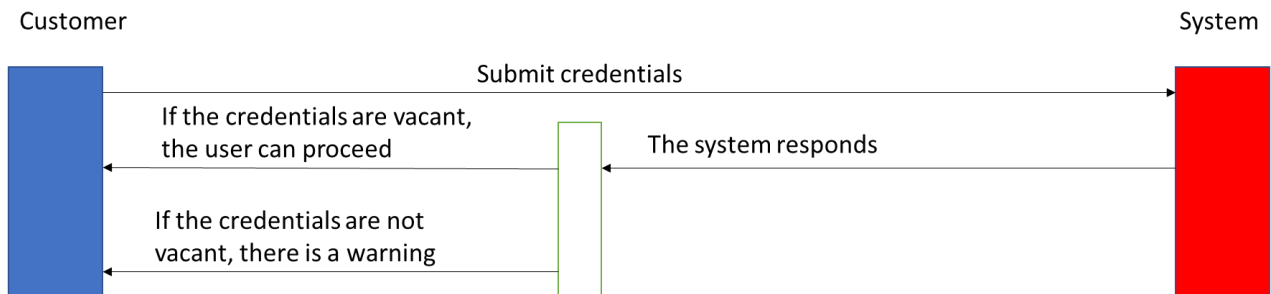 Customer
System
Submit credentials
If the credentials are vacant,
the user can proceed
The system responds
If the credentials are not
vacant, there is a warning